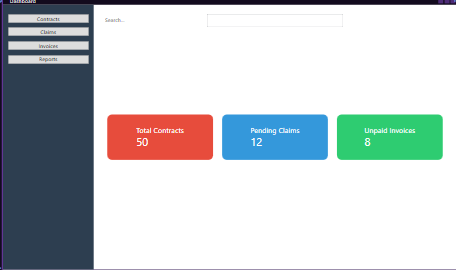 Dashboard
Contracts
Claims
Invoices
Reports
Search...
Total Contracts
50
Pending Claims
12
Unpaid Invoices
8